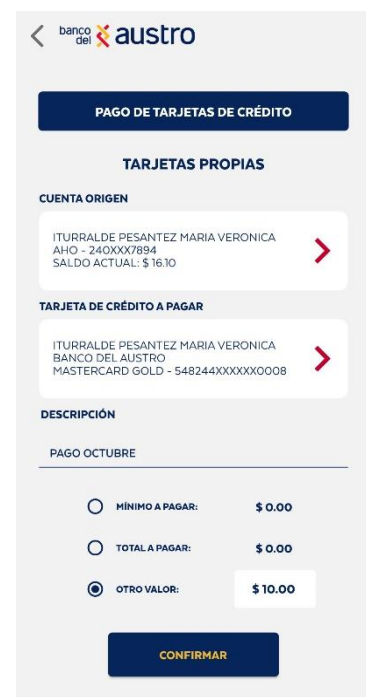 banco
del austro
PAGO DE TARJETAS DE CRÉDITO
TARJETAS PROPIAS
CUENTA ORIGEN
ITURRALDE PESANTEZ MARIA VERONICA
AHO - 240XXX7894
SALDO ACTUAL: $ 16.10
TARJETA DE CRÉDITO A PAGAR
ITURRALDE PESANTEZ MARIA VERONICA
BANCO DEL AUSTRO
MASTERCARD GOLD - 548244XXXXXX0008
DESCRIPCIÓN
PAGO OCTUBRE
MÍNIMO A PAGAR: $ 0.00
TOTAL A PAGAR: $ 0.00
OTRO VALOR: $ 10.00
CONFIRMAR